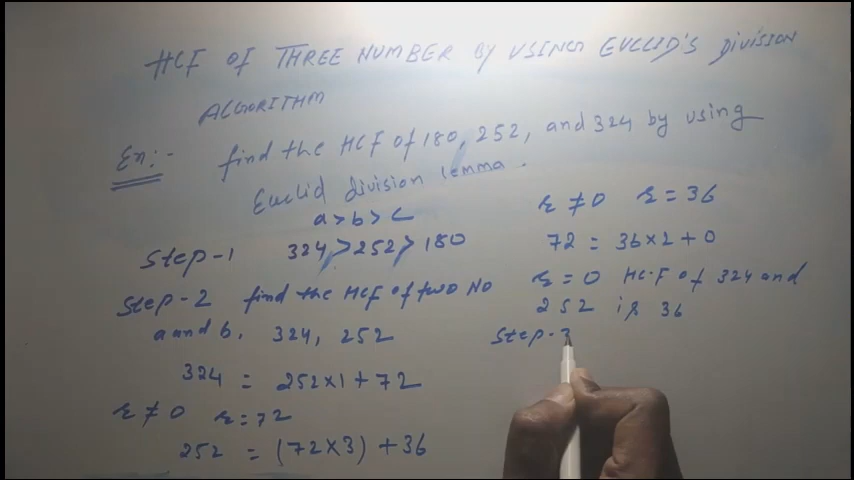 HCF OF THREE NUMBER BY USING EUCLID'S DIVISION
ALGORITHM
Ex:- find the HCF of 180, 252, and 324 by using
Euclid division lemma.
a > b > c
Step-1 324 > 252 > 180
Step-2 find the HCF of two No
a and b. 324, 252
324 = 252×1 + 72
r ≠ 0 r = 72
252 = (72×3) + 36
r ≠ 0 r = 36
72 = 36×2 + 0
r = 0 H.C.F of 324 and
252 is 36
Step-3